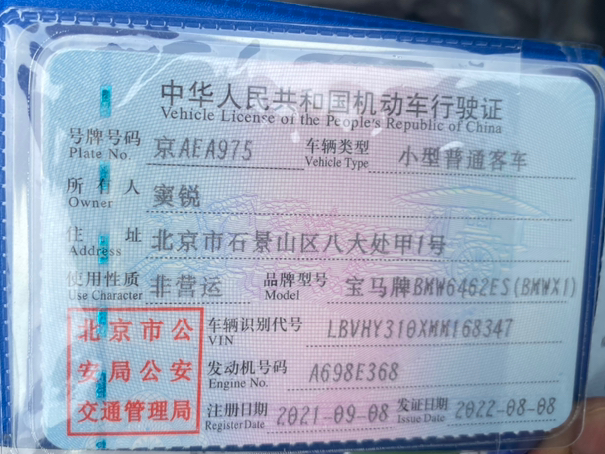 中华人民共和国机动车行驶证
Vehicle License of the People's Republic of China
号牌号码 京AEA975 车辆类型 小型普通客车
Plate No. Vehicle Type
所有人 窦锐
Owner
住址 北京市石景山区八大处甲1号
Address
使用性质 非营运 品牌型号 宝马牌BMW6462ES(BMWX1)
Use Character Model
北京市公
安局公安
交通管理局
车辆识别代号 LBVHY310XMM168347
VIN
发动机号码 A698E368
Engine No.
注册日期 2021-09-08 发证日期 2022-08-08
Register Date Issue Date